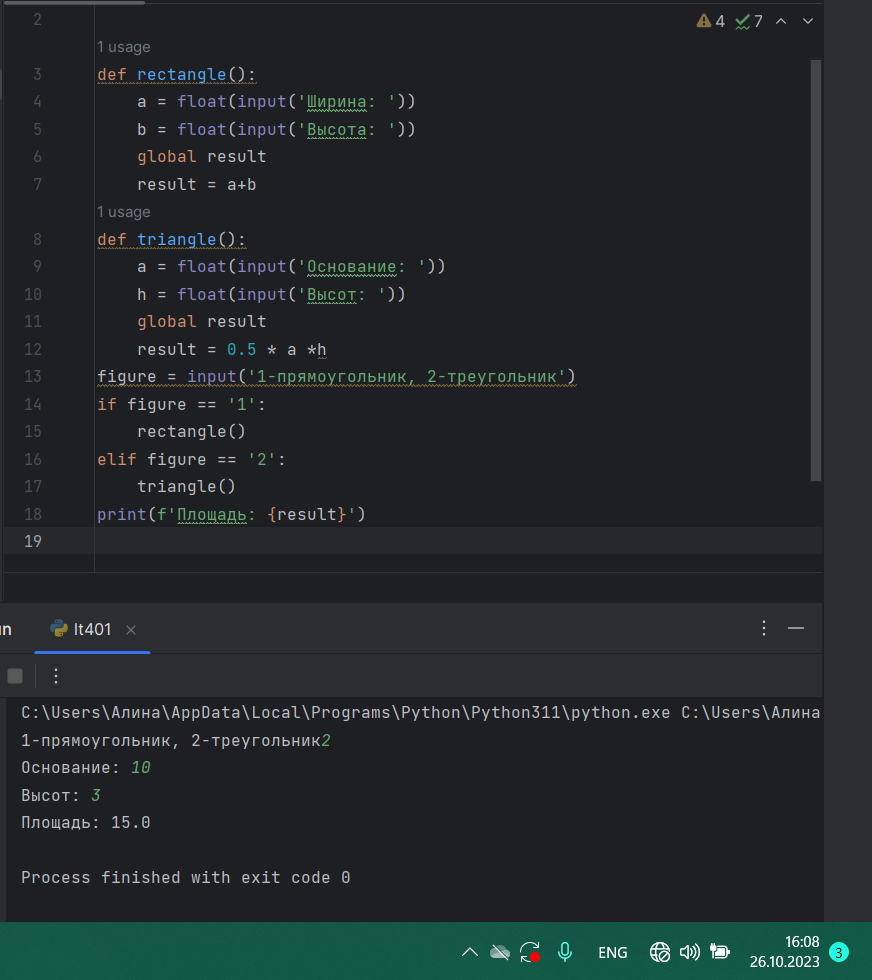 2
4 7
1 usage
3 def rectangle():
4 a = float(input('Ширина: '))
5 b = float(input('Высота: '))
6 global result
7 result = a+b
1 usage
8 def triangle():
9 a = float(input('Основание: '))
10 h = float(input('Высот: '))
11 global result
12 result = 0.5 * a *h
13 figure = input('1-прямоугольник, 2-треугольник')
14 if figure == '1':
15 rectangle()
16 elif figure == '2':
17 triangle()
18 print(f'Площадь: {result}')
19
lt401
C:\Users\Алина\AppData\Local\Programs\Python\Python311\python.exe C:\Users\Алина
1-прямоугольник, 2-треугольник2
Основание: 10
Высот: 3
Площадь: 15.0
Process finished with exit code 0
ENG
16:08
26.10.2023
3